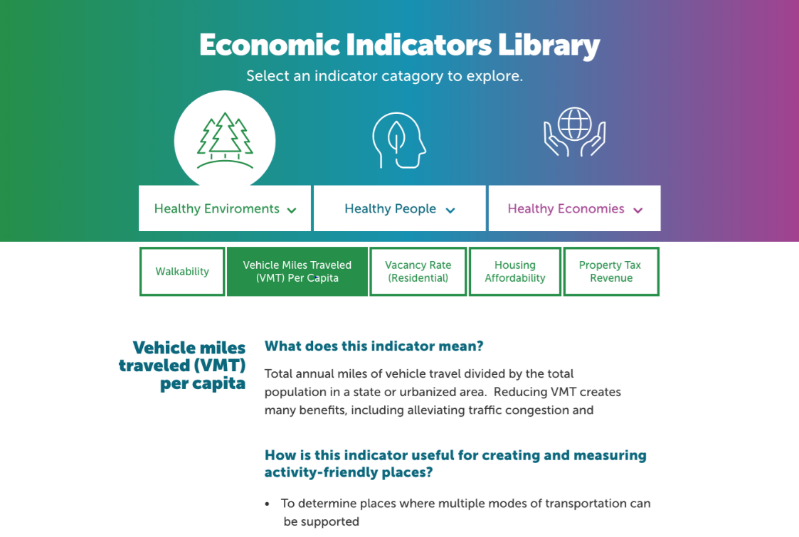 Economic Indicators Library
Select an indicator catagory to explore.
Healthy Enviroments
Healthy People
Healthy Economies
Walkability
Vehicle Miles Traveled
(VMT) Per Capita
Vacancy Rate
(Residential)
Housing
Affordability
Property Tax
Revenue
Vehicle miles
traveled (VMT)
per capita
What does this indicator mean?
Total annual miles of vehicle travel divided by the total
population in a state or urbanized area.  Reducing VMT creates
many benefits, including alleviating traffic congestion and
How is this indicator useful for creating and measuring
activity-friendly places?
• To determine places where multiple modes of transportation can
be supported